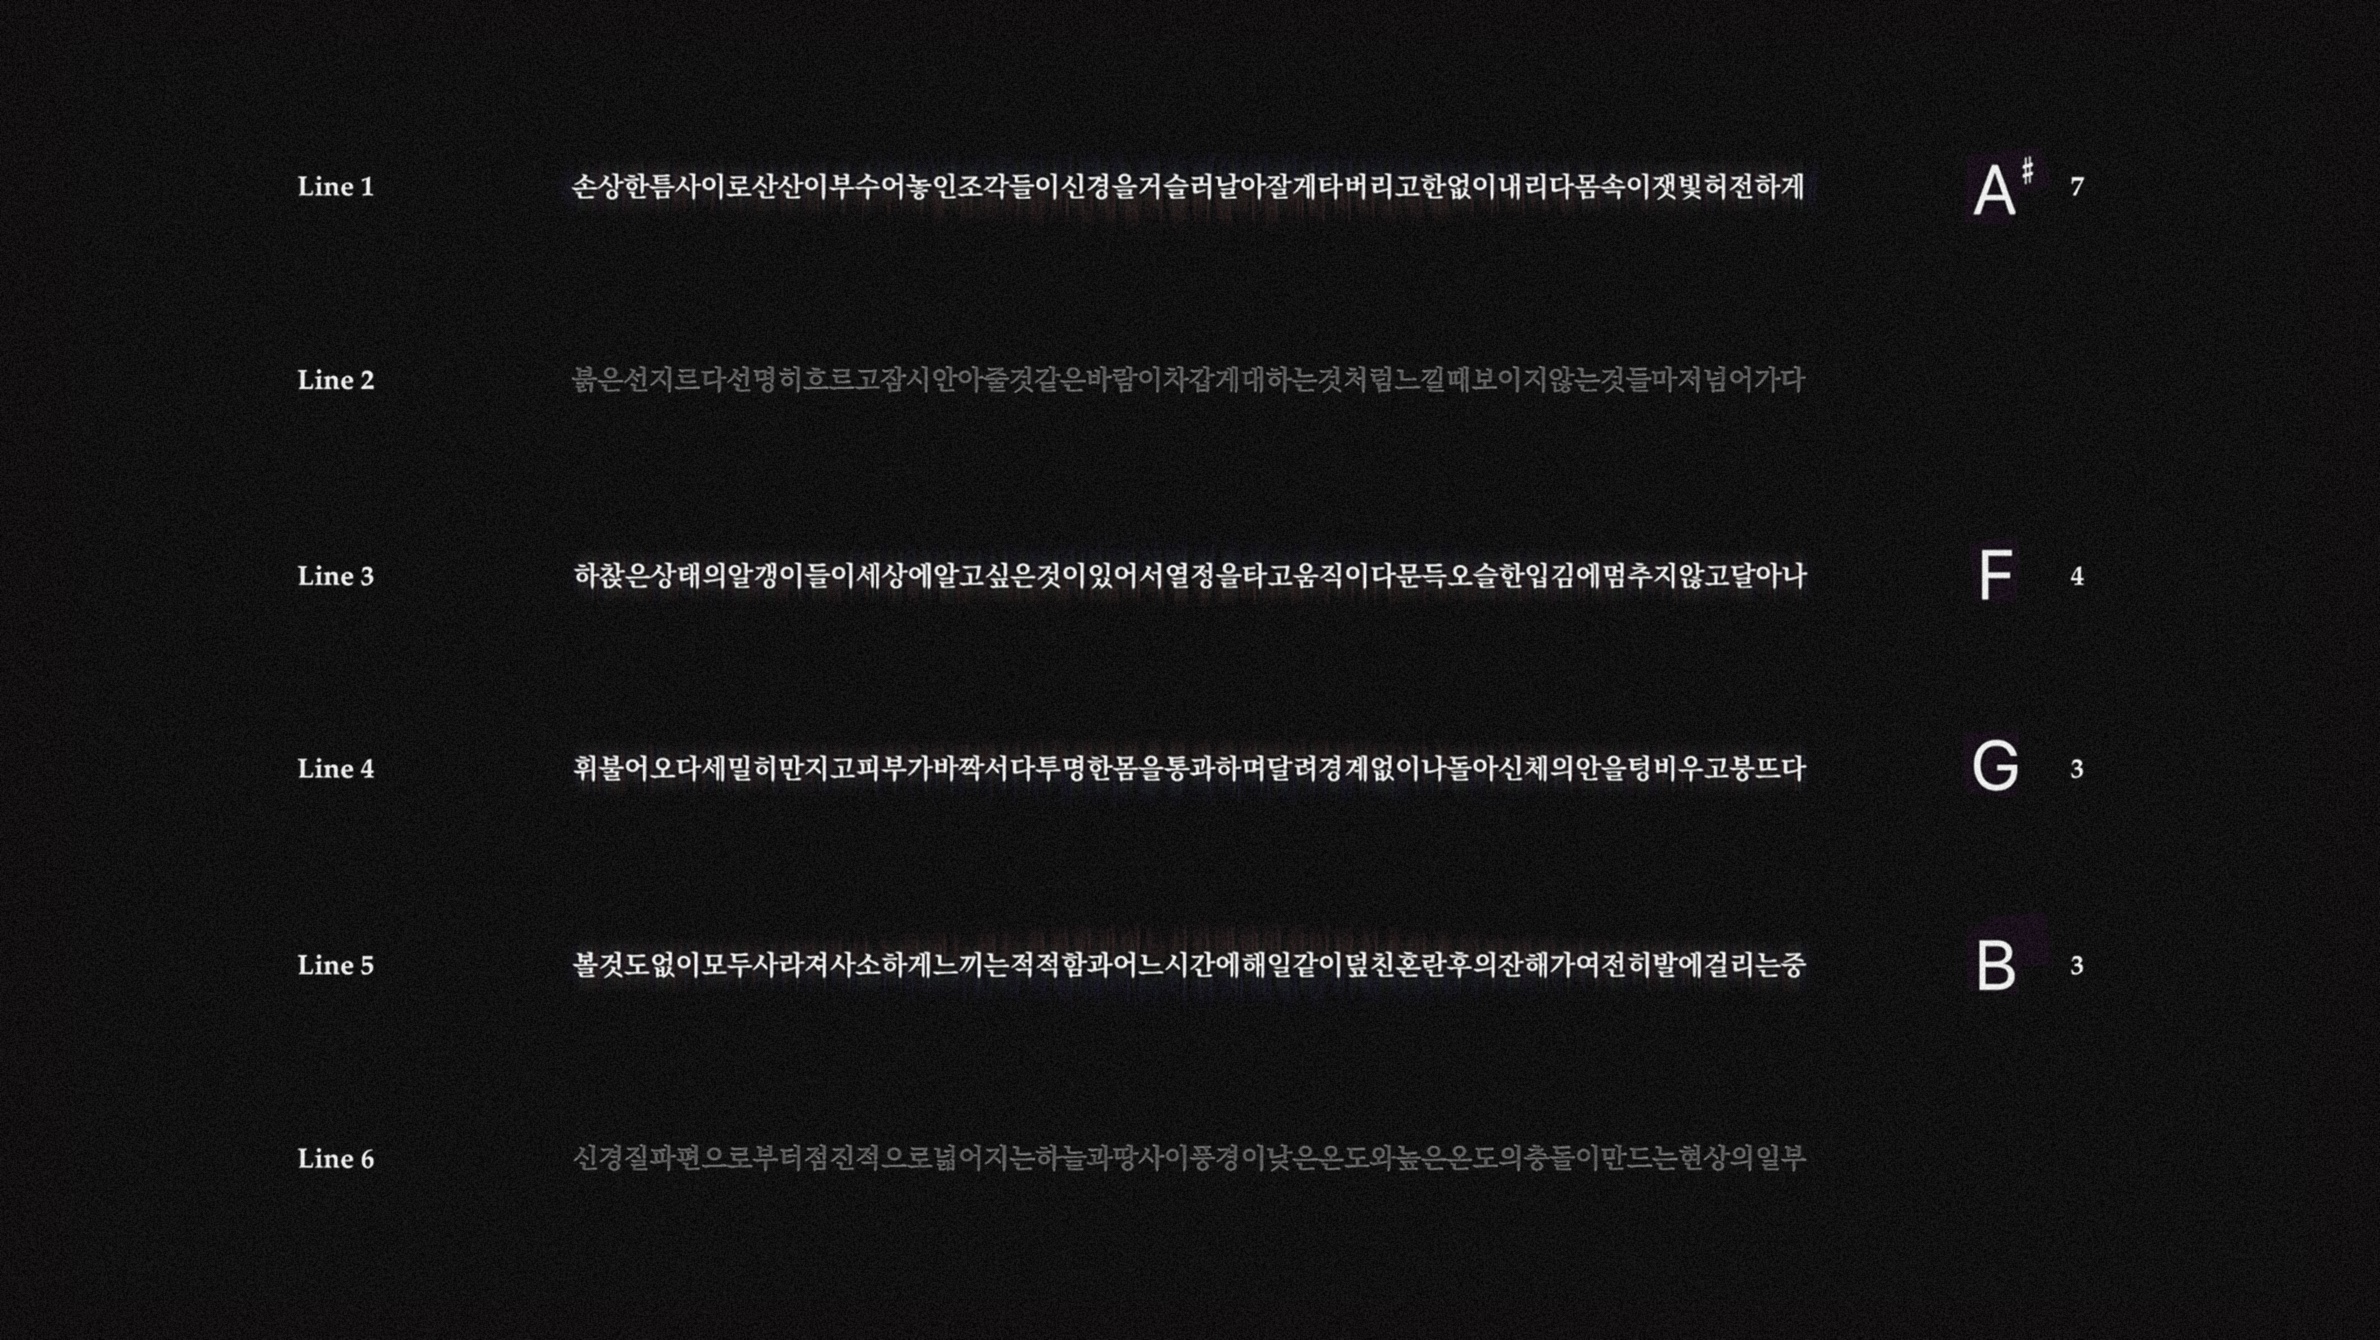 Line 1 손상한틈사이로산산이부수어놓인조각들이신경을거슬러날아잘게타버리고한없이내리다몸속이잿빛허전하게 A♯ 7
Line 2 붉은선지르다선명히흐르고잠시안아줄것같은바람이차갑게대하는것처럼느낄때보이지않는것들마저넘어가다
Line 3 하찮은상태의알갱이들이세상에알고싶은것이있어서열정을타고움직이다문득오슬한입김에멈추지않고달아나 F 4
Line 4 휘불어오다세밀히만지고피부가바짝서다투명한몸을통과하며달려경계없이나돌아신체의안을텅비우고붕뜨다 G 3
Line 5 볼것도없이모두사라져사소하게느끼는적적함과어느시간에해일같이덮친혼란후의잔해가여전히발에걸리는중 B 3
Line 6 신경질파편으로부터점진적으로넓어지는하늘과땅사이풍경이낮은온도와높은온도의충돌이만드는현상의일부